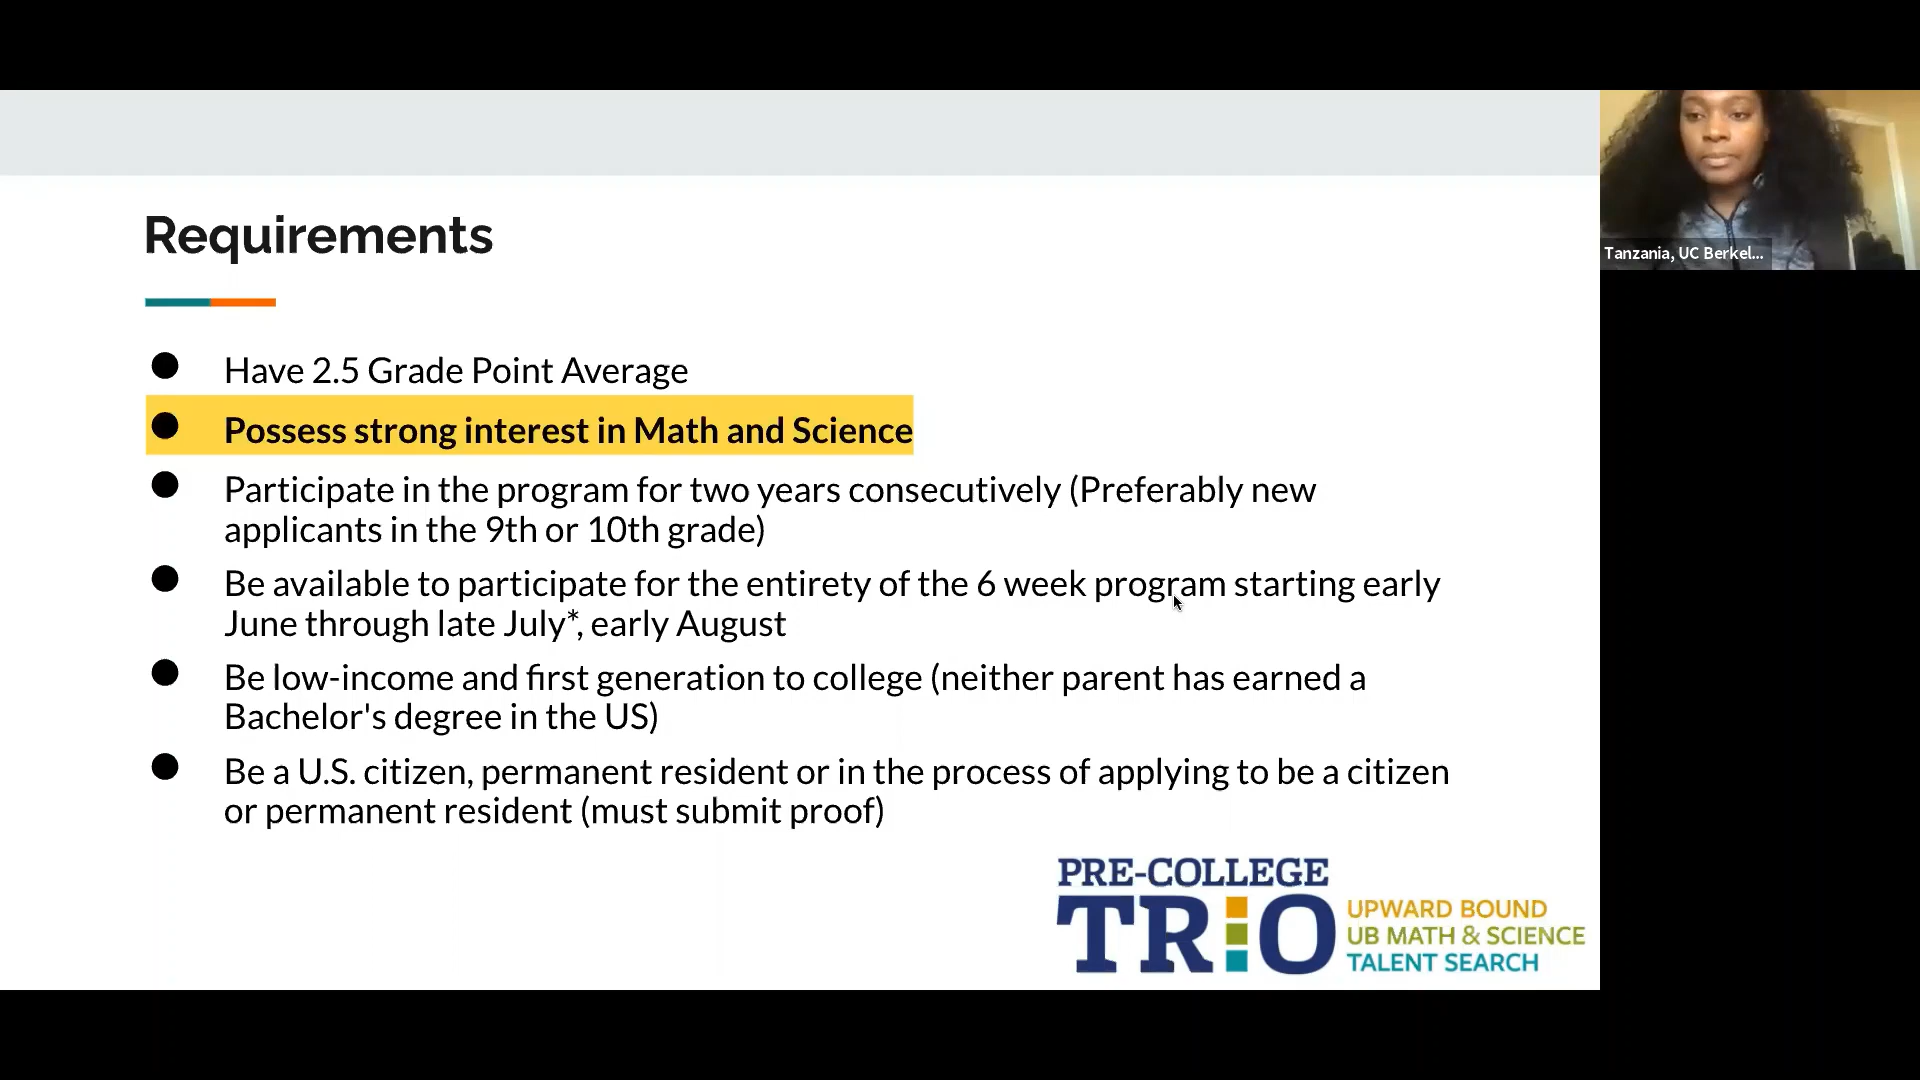 Requirements
● Have 2.5 Grade Point Average
● Possess strong interest in Math and Science
● Participate in the program for two years consecutively (Preferably new
applicants in the 9th or 10th grade)
● Be available to participate for the entirety of the 6 week program starting early
June through late July*, early August
● Be low-income and first generation to college (neither parent has earned a
Bachelor's degree in the US)
● Be a U.S. citizen, permanent resident or in the process of applying to be a citizen
or permanent resident (must submit proof)
PRE-COLLEGE
TRIO
UPWARD BOUND
UB MATH & SCIENCE
TALENT SEARCH
Tanzania, UC Berkel...